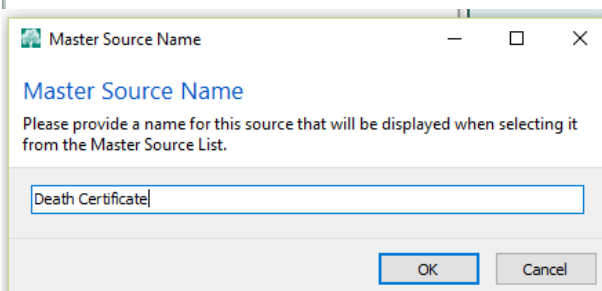 Master Source Name
Master Source Name
Please provide a name for this source that will be displayed when selecting it
from the Master Source List.
Death Certificate
OK
Cancel